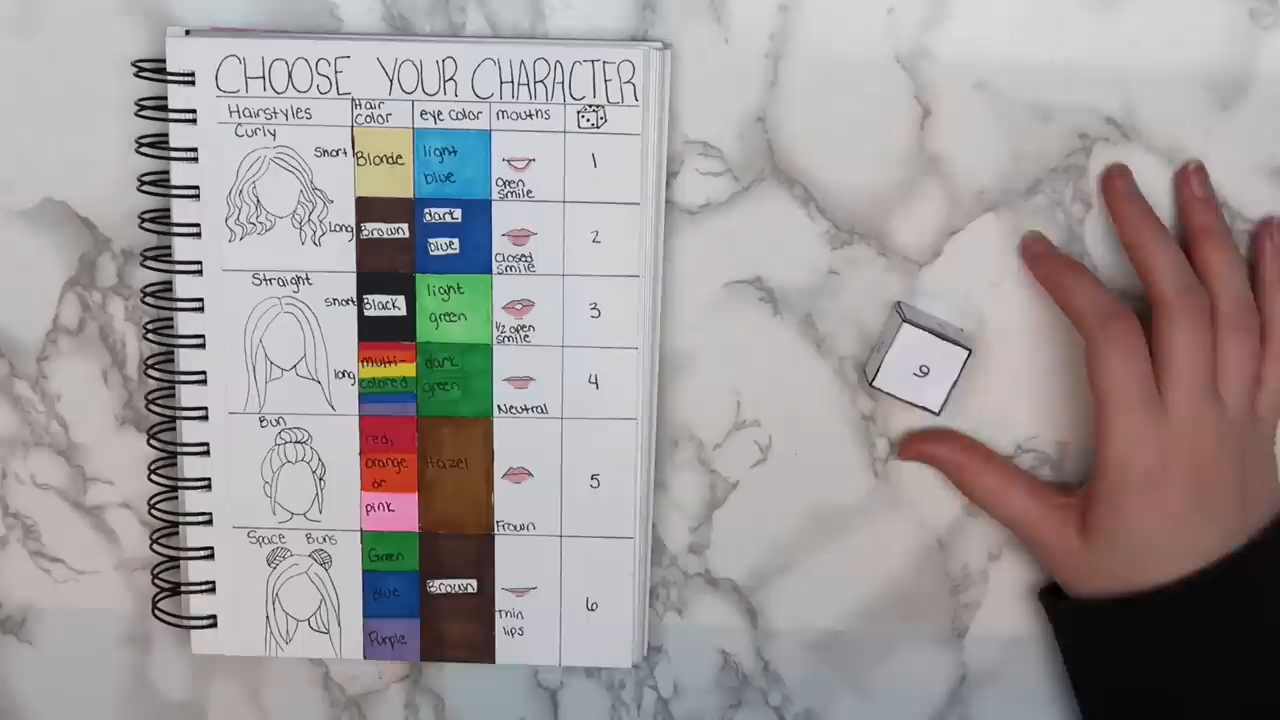 CHOOSE YOUR CHARACTER
Hairstyles
Hair color
eye color
mouths
Curly
Short
Long
Blonde
light blue
Open Smile
1
Brown
dark blue
Closed smile
2
Straight
short
long
Black
light green
1/2 open smile
3
multi-colored
dark green
Neutral
4
Bun
red, orange or pink
Hazel
Frown
5
Space Buns
Green
Blue
Purple
Brown
Thin lips
6
6